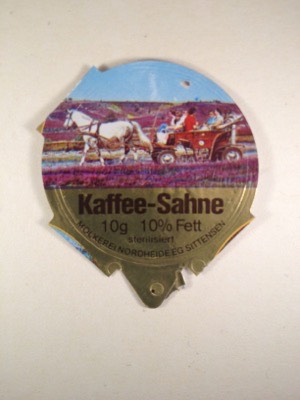 Kaffee-Sahne
10g 10% Fett
sterilisiert
MOLKEREI NORDHEIDE EG SITTENSEN